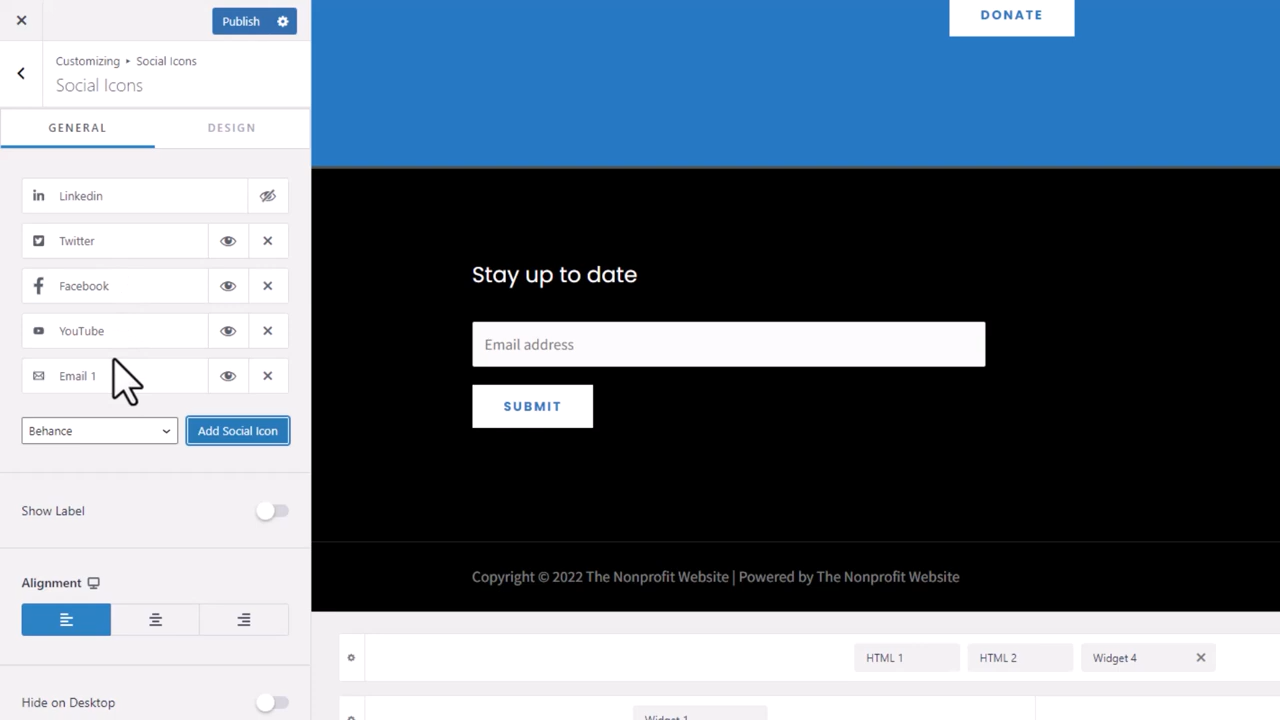 Publish
Customizing ▸ Social Icons
Social Icons
GENERAL
DESIGN
Linkedin
Twitter
Facebook
YouTube
Email 1
Behance
Add Social Icon
Show Label
Alignment
Hide on Desktop
DONATE
Stay up to date
Email address
SUBMIT
Copyright © 2022 The Nonprofit Website | Powered by The Nonprofit Website
HTML 1
HTML 2
Widget 4
Widget 1